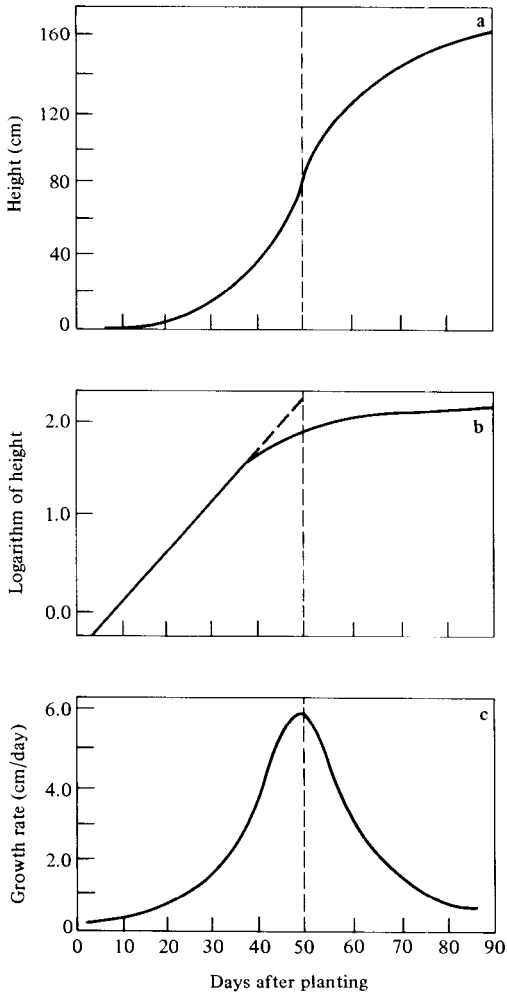 a
160
120
80
40
0
Height (cm)
b
2.0
1.0
0.0
Logarithm of height
c
6.0
4.0
2.0
0
Growth rate (cm/day)
0 10 20 30 40 50 60 70 80 90
Days after planting